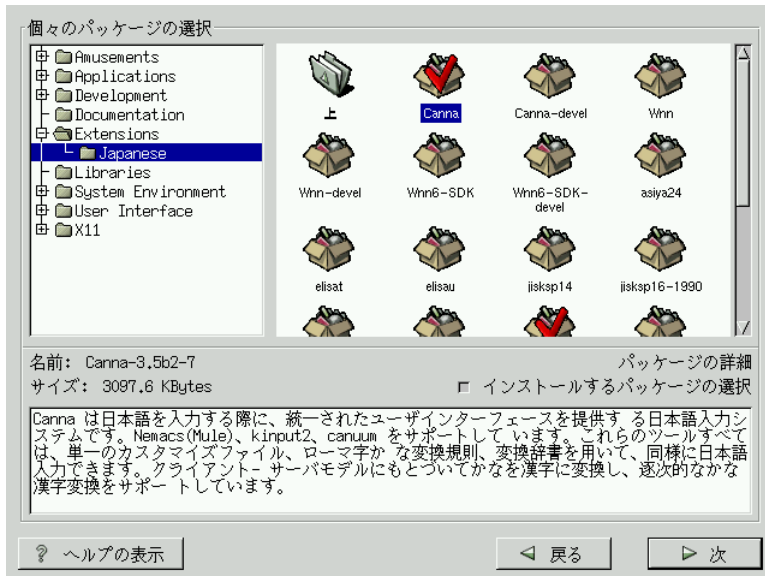 個々のパッケージの選択
Amusements
Applications
Development
Documentation
Extensions
Japanese
Libraries
System Environment
User Interface
X11
上
Canna
Canna-devel
Wnn
Wnn-devel
Wnn6-SDK
Wnn6-SDK-
devel
asiya24
elisat
elisau
jisksp14
jisksp16-1990
名前: Canna-3.5b2-7
パッケージの詳細
サイズ: 3097.6 KBytes
インストールするパッケージの選択
Canna は日本語を入力する際に、統一されたユーザインターフェースを提供す る日本語入力シ
ステムです。Nemacs(Mule)、kinput2、canuum をサポートして います。これらのツールすべて
は、単一のカスタマイズファイル、ローマ字か な変換規則、変換辞書を用いて、同様に日本語
入力できます。クライアント- サーバモデルにもとづいてかなを漢字に変換し、逐次的なかな
漢字変換をサポー トしています。
? ヘルプの表示
戻る
次